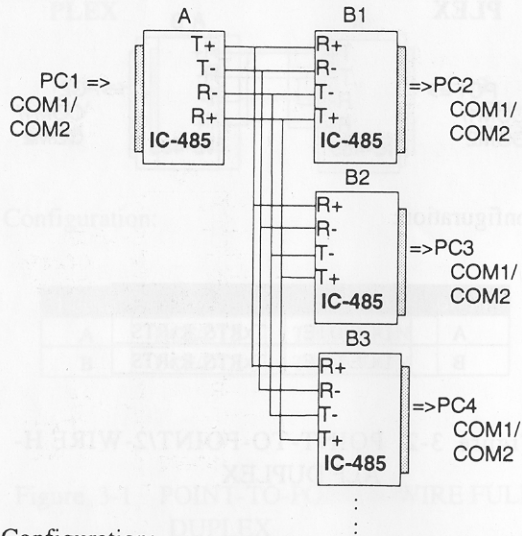 A
T+
T-
R-
R+
IC-485
PC1 =>
COM1/
COM2
B1
R+
R-
T-
T+
IC-485
=>PC2
COM1/
COM2
B2
R+
R-
T-
T+
IC-485
=>PC3
COM1/
COM2
B3
R+
R-
T-
T+
IC-485
=>PC4
COM1/
COM2
Configuration: